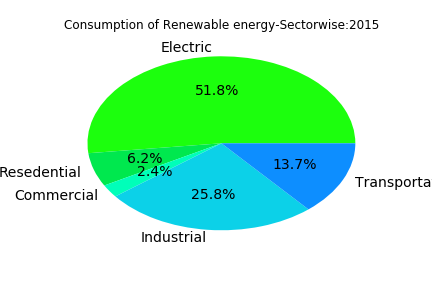 Consumption of Renewable energy-Sectorwise:2015
Electric
51.8%
6.2%
Resedential
2.4%
Commercial
13.7%
Transporta
25.8%
Industrial